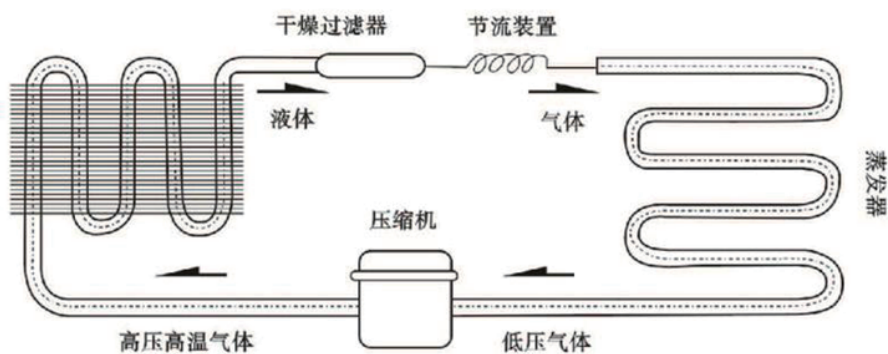 干燥过滤器
节流装置
液体
气体
蒸发器
压缩机
高压高温气体
低压气体